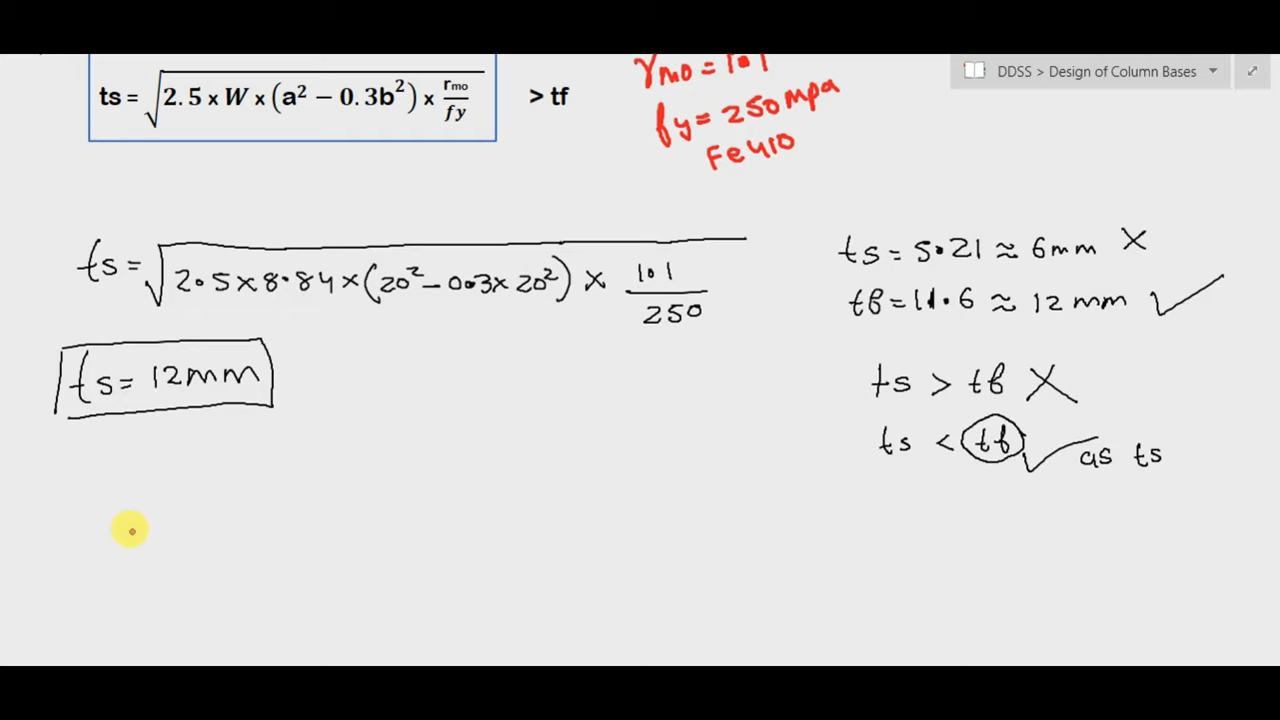 γmo = 1.1
DDSS > Design of Column Bases
ts = √2.5 x W x (a² − 0.3b²) x rmo/fy > tf
fy = 250 mpa
Fe410
ts = √2.5 x 8.84 x (20² − 0.3 x 20²) x 1.1/250
ts = 5.21 ≈ 6mm X
tf = 11.6 ≈ 12 mm ✓
ts = 12mm
ts > tf X
ts < tf ✓ as ts